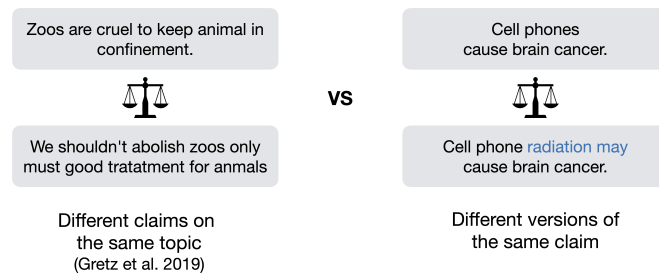 Zoos are cruel to keep animal in
confinement.
We shouldn't abolish zoos only
must good tratatment for anmals
Different claims on
the same topic
(Gretz et al. 2019)
vs
Cell phones
cause brain cancer.
Cell phone radiation may
cause brain cancer.
Different versions of
the same claim